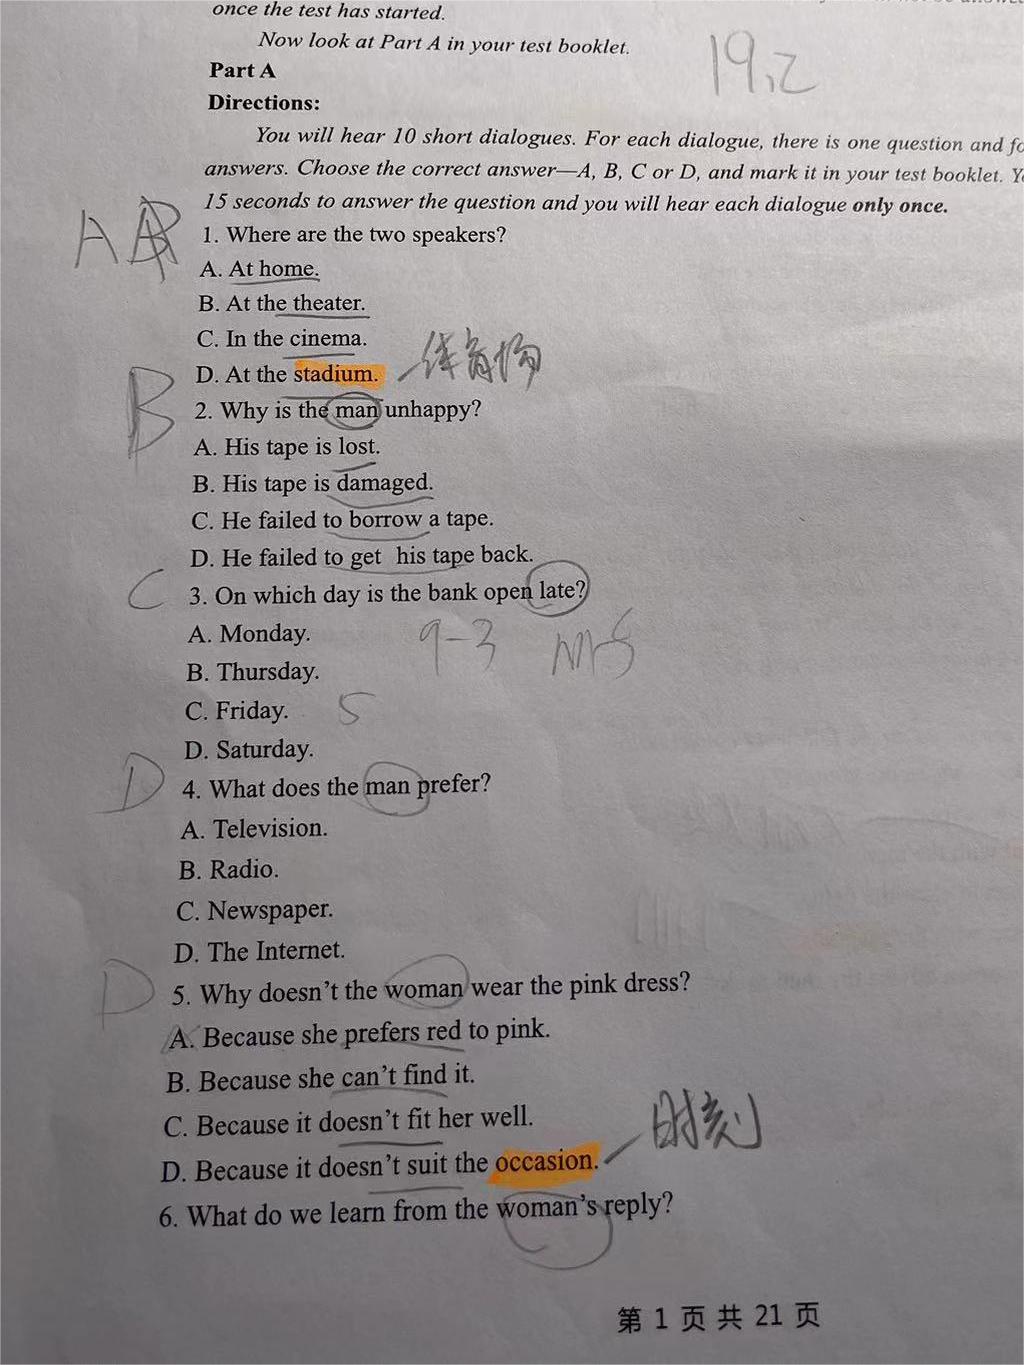 once the test has started.
Now look at Part A in your test booklet.
19.2
Part A
Directions:
You will hear 10 short dialogues. For each dialogue, there is one question and fo
answers. Choose the correct answer—A, B, C or D, and mark it in your test booklet. Yo
15 seconds to answer the question and you will hear each dialogue only once.
A
1. Where are the two speakers?
A. At home.
B. At the theater.
C. In the cinema.
D. At the stadium. 体育场
B
2. Why is the man unhappy?
A. His tape is lost.
B. His tape is damaged.
C. He failed to borrow a tape.
D. He failed to get his tape back.
C
3. On which day is the bank open late?
A. Monday. 9-3
B. Thursday.
C. Friday. 5
D. Saturday.
D
4. What does the man prefer?
A. Television.
B. Radio.
C. Newspaper.
D. The Internet.
D
5. Why doesn't the woman wear the pink dress?
A. Because she prefers red to pink.
B. Because she can't find it.
C. Because it doesn't fit her well.
D. Because it doesn't suit the occasion. 时刻
6. What do we learn from the woman's reply?
第 1 页 共 21 页